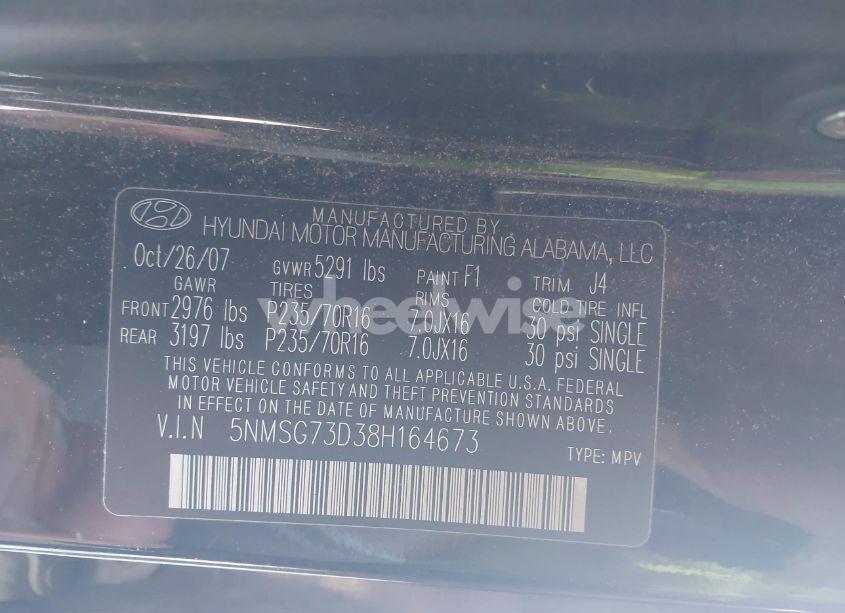 MANUFACTURED BY
HYUNDAI MOTOR MANUFACTURING ALABAMA, LLC
Oct/26/07 GVWR 5291 lbs PAINT F1 TRIM J4
GAWR TIRES RIMS COLD TIRE INFL
FRONT 2976 lbs P235/70R16 7.0JX16 30 psi SINGLE
REAR 3197 lbs P235/70R16 7.0JX16 30 psi SINGLE
THIS VEHICLE CONFORMS TO ALL APPLICABLE U.S.A. FEDERAL
MOTOR VEHICLE SAFETY AND THEFT PREVENTION STANDARDS
IN EFFECT ON THE DATE OF MANUFACTURE SHOWN ABOVE.
V.I.N 5NMSG73D38H164673 TYPE: MPV
wheelwise